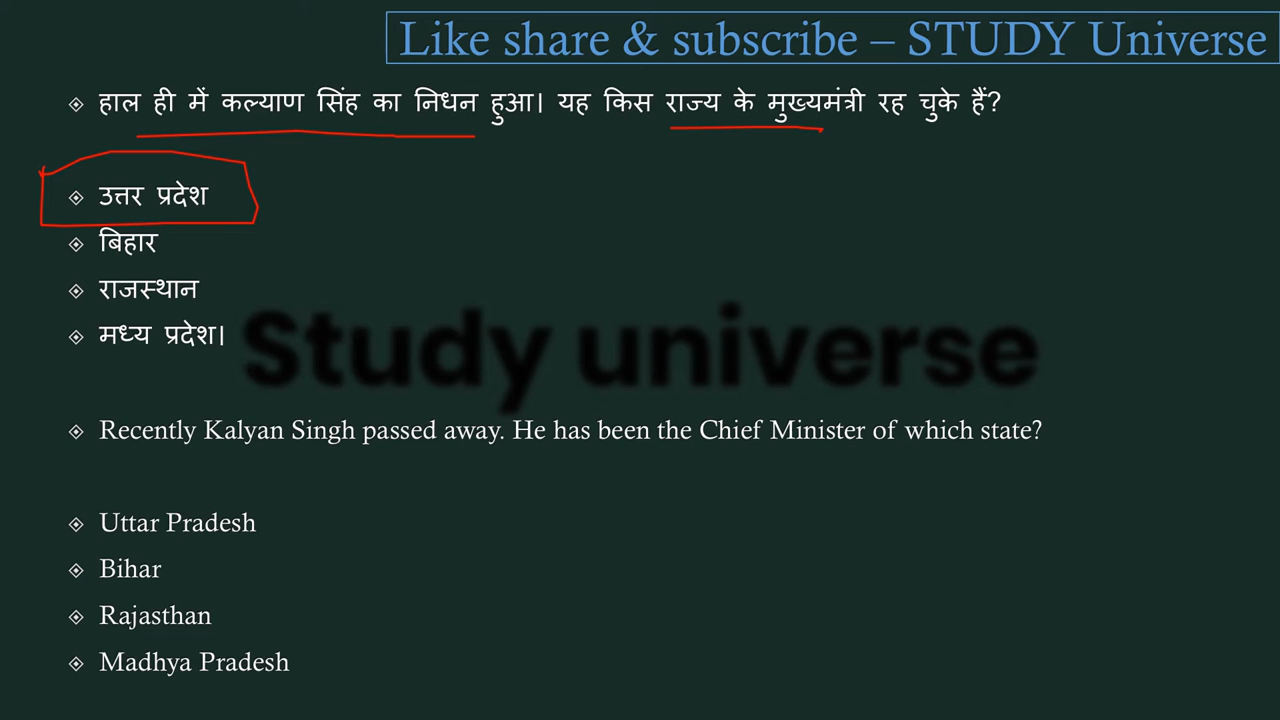 Like share & subscribe – STUDY Universe
हाल ही में कल्याण सिंह का निधन हुआ। यह किस राज्य के मुख्यमंत्री रह चुके हैं?
उत्तर प्रदेश
बिहार
राजस्थान
मध्य प्रदेश।
Study universe
Recently Kalyan Singh passed away. He has been the Chief Minister of which state?
Uttar Pradesh
Bihar
Rajasthan
Madhya Pradesh